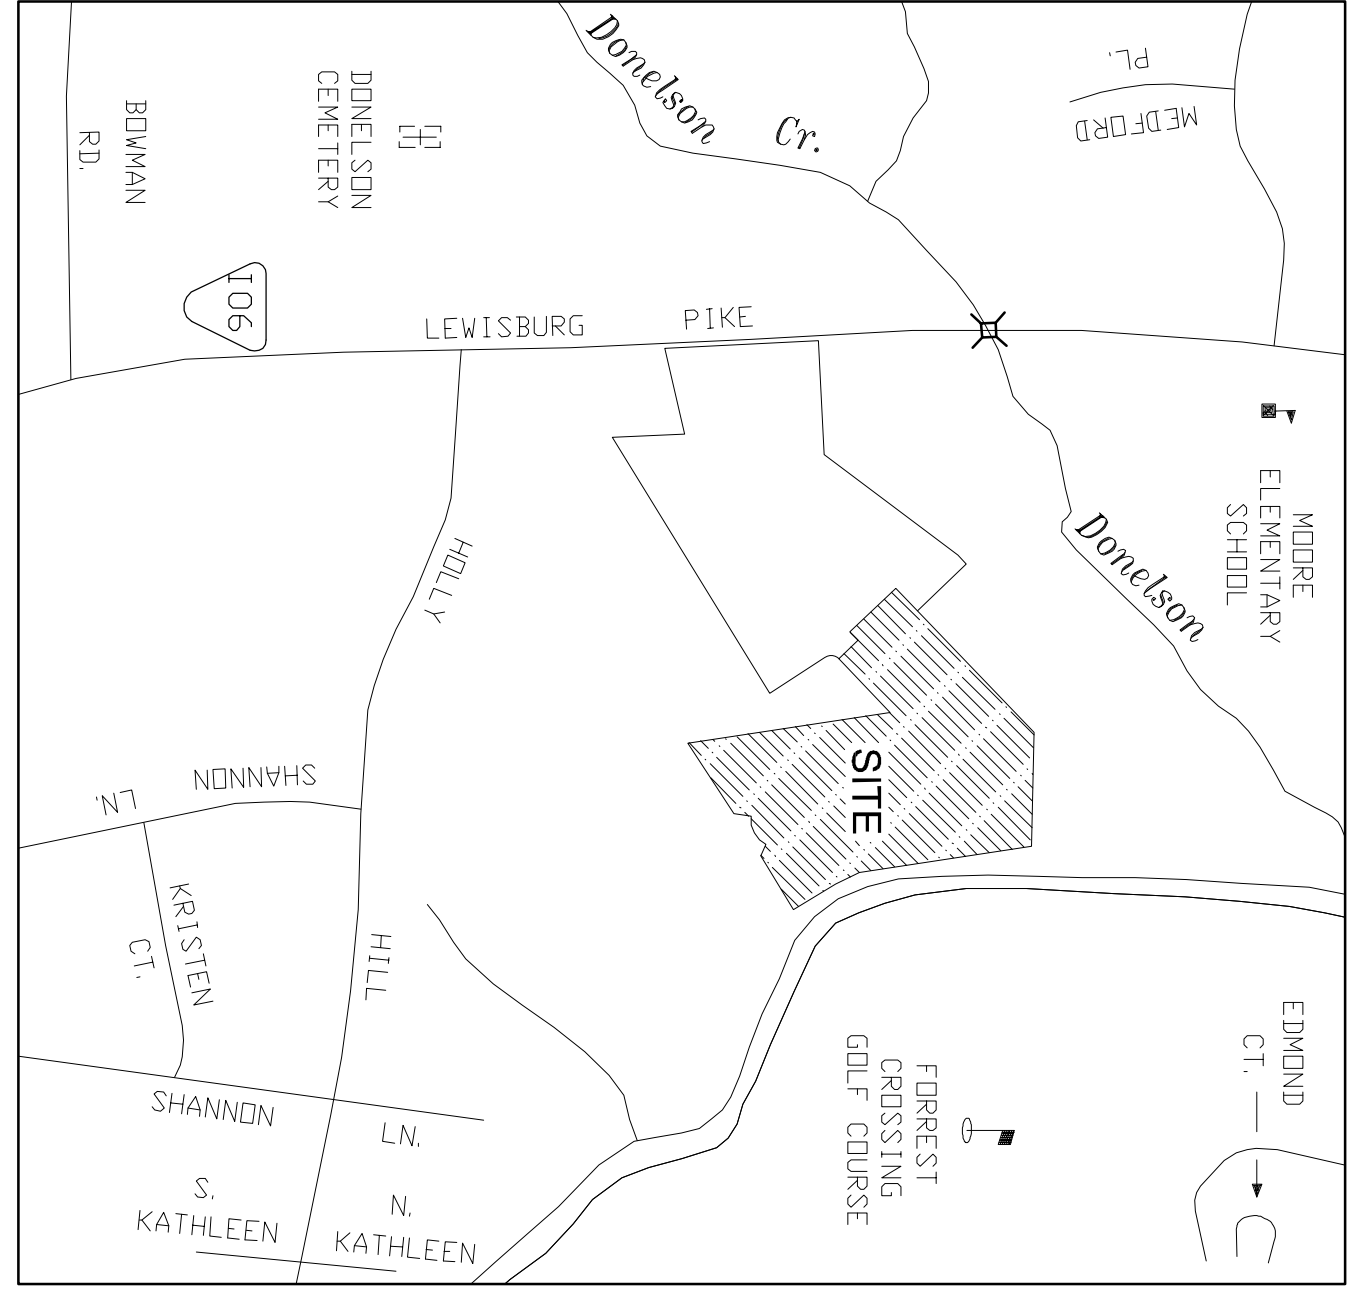 Donelson
Cr.
PL.
MEDFORD
DONELSON
CEMETERY
BOWMAN
RD.
106
LEWISBURG PIKE
MOORE
ELEMENTARY
SCHOOL
Donelson
HOLLY
HILL
SITE
SHANNON
LN.
KRISTEN
CT.
SHANNON
LN.
S.
KATHLEEN
N.
KATHLEEN
FORREST
CROSSING
GOLF COURSE
EDMOND
CT.